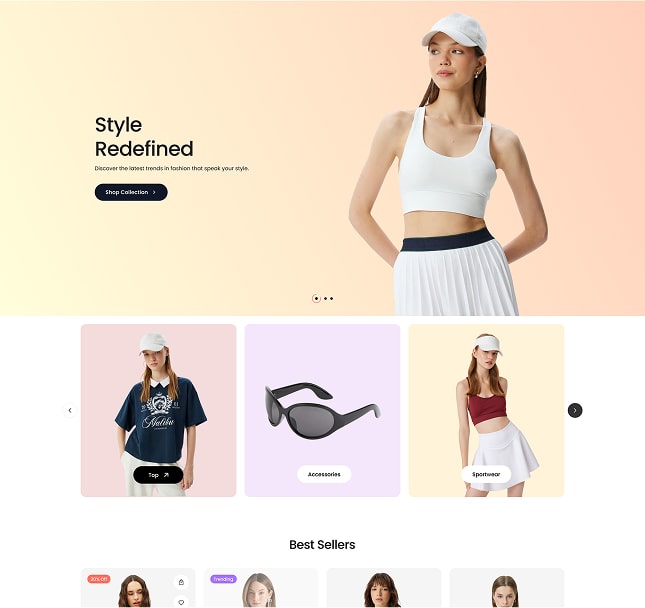 Style
Redefined
Discover the latest trends in fashion that speak your style.
Shop Collection
Malibu
Top
Accessories
Sportwear
Best Sellers
20% Off
Trending